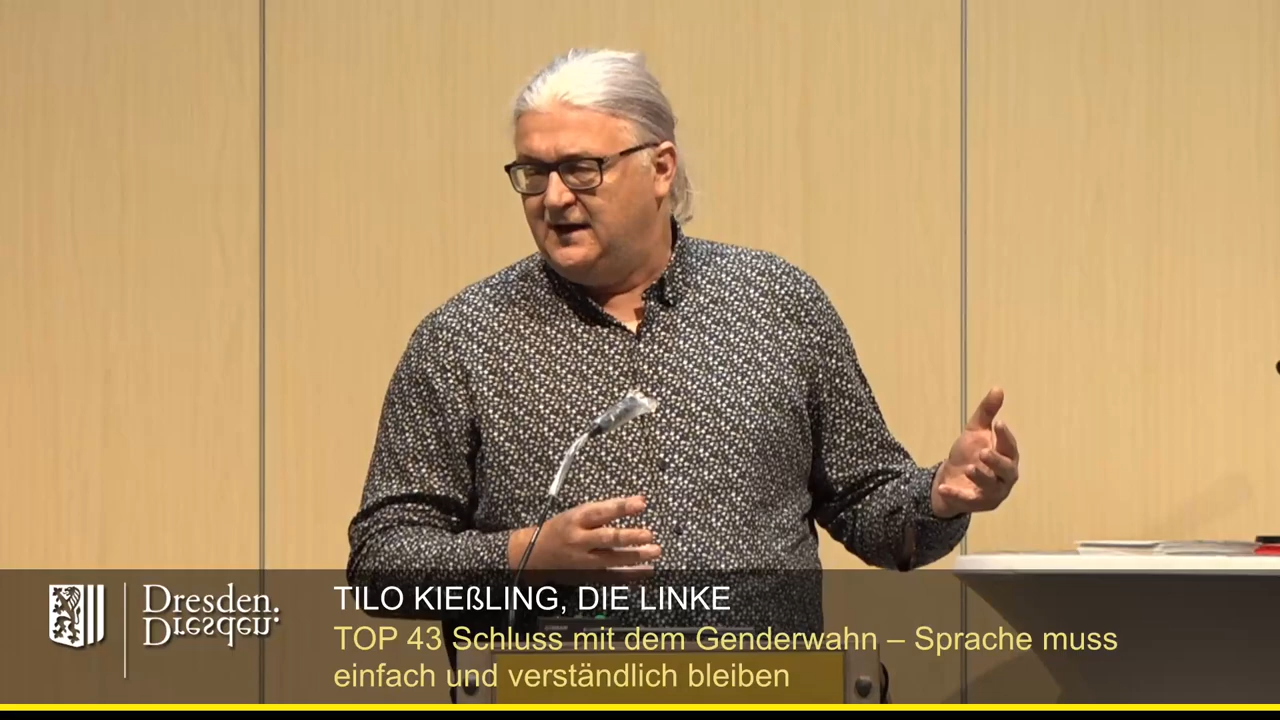 Dresden.
Dresden.
TILO KIEßLING, DIE LINKE
TOP 43 Schluss mit dem Genderwahn – Sprache muss
einfach und verständlich bleiben